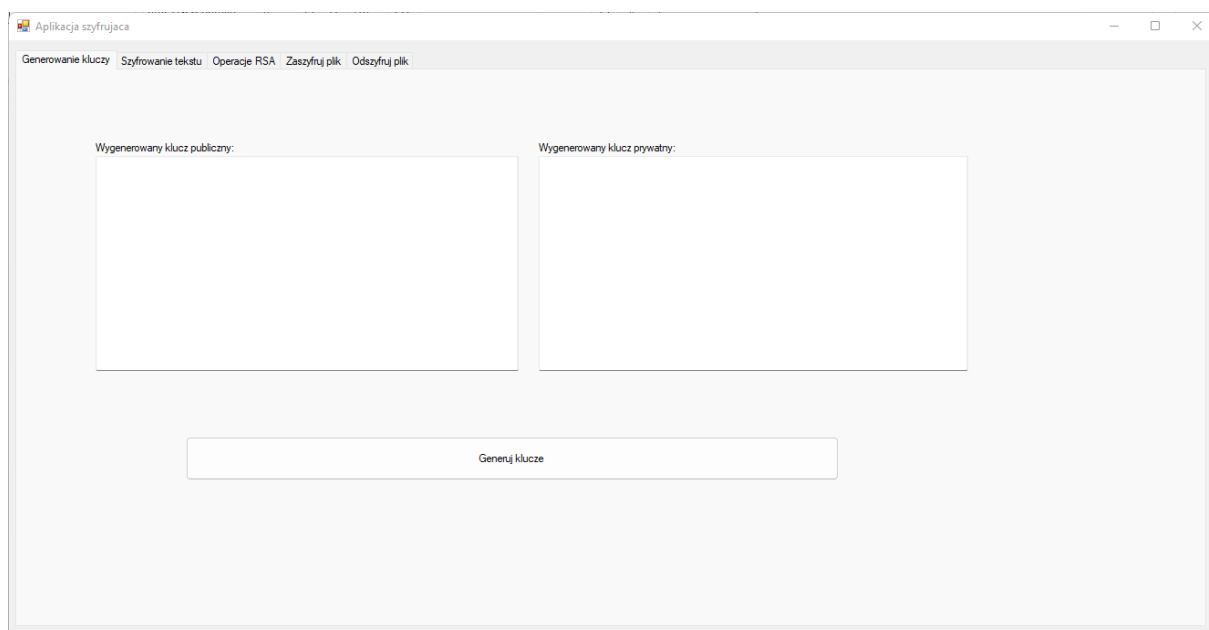 Aplikacja szyfrujaca
Generowanie kluczy Szyfrowanie tekstu Operacje RSA Zaszyfruj plik Odszyfruj plik
Wygenerowany klucz publiczny: Wygenerowany klucz prywatny:
Generuj klucze